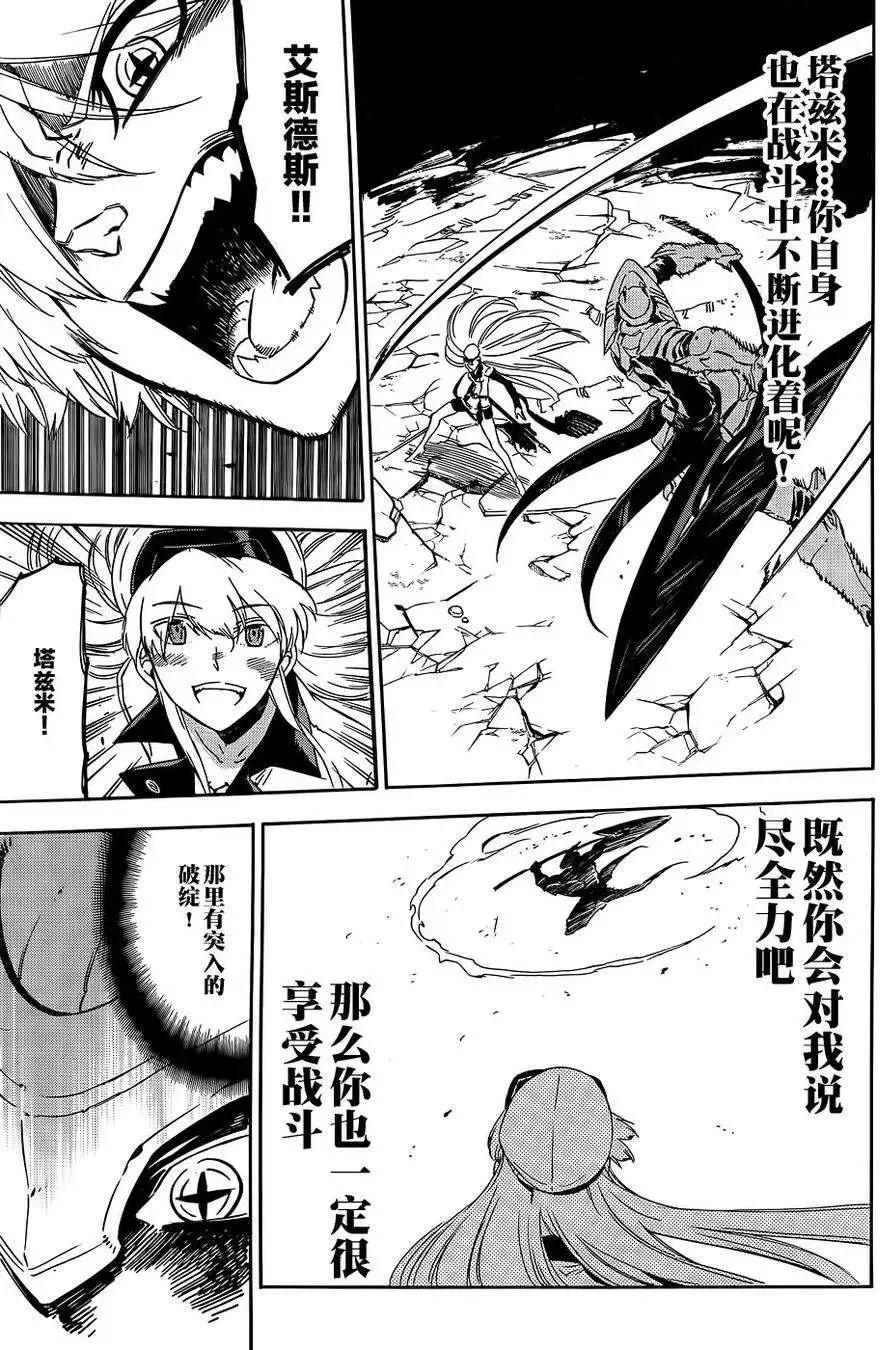 塔兹米…你自身
也在战斗中不断进化着呢！
艾斯德斯!!
塔兹米！
既然你会对我说
尽全力吧
那么你也一定很
享受战斗
那里有突入的
破绽！